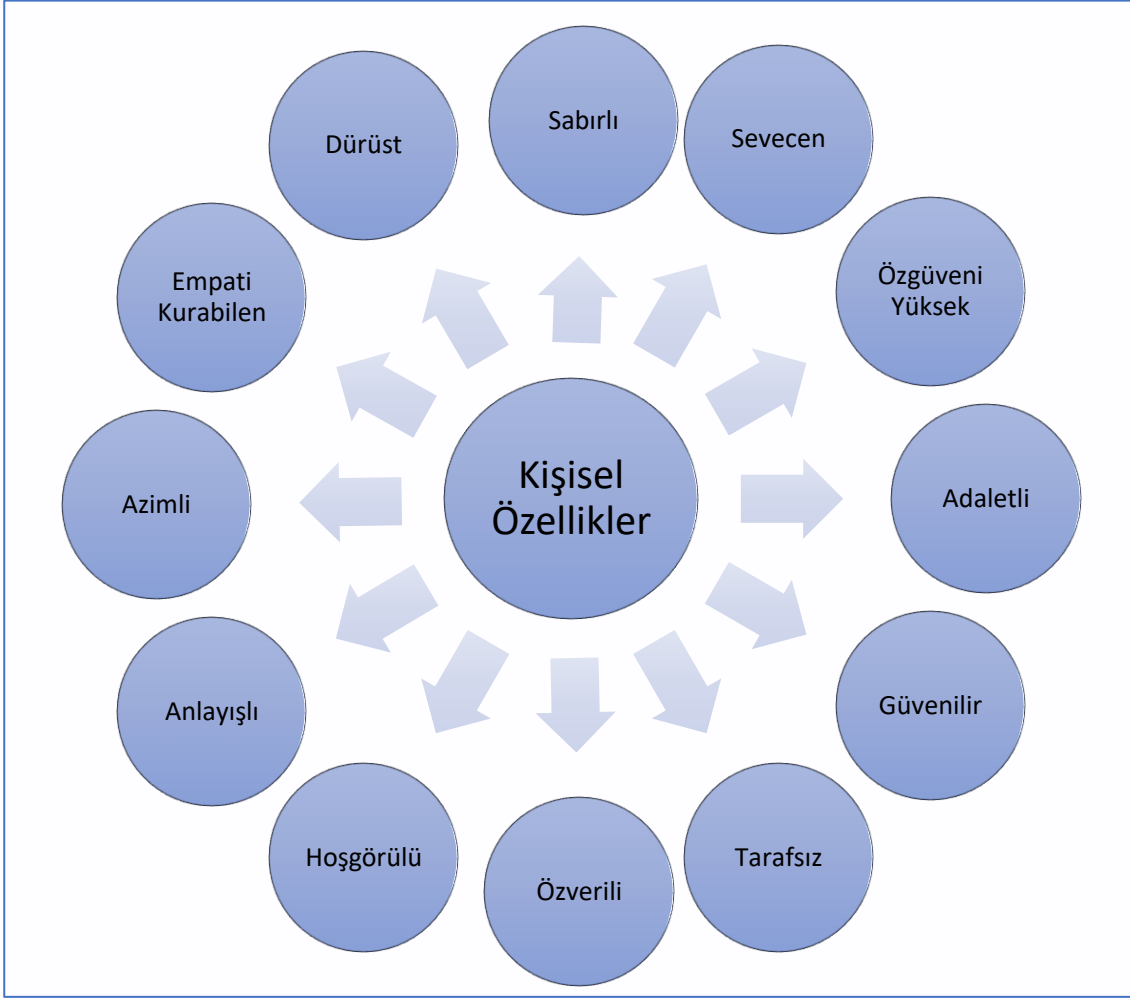 Sabırlı
Sevecen
Özgüveni
Yüksek
Adaletli
Güvenilir
Tarafsız
Özverili
Hoşgörülü
Anlayışlı
Azimli
Empati
Kurabilen
Dürüst
Kişisel
Özellikler